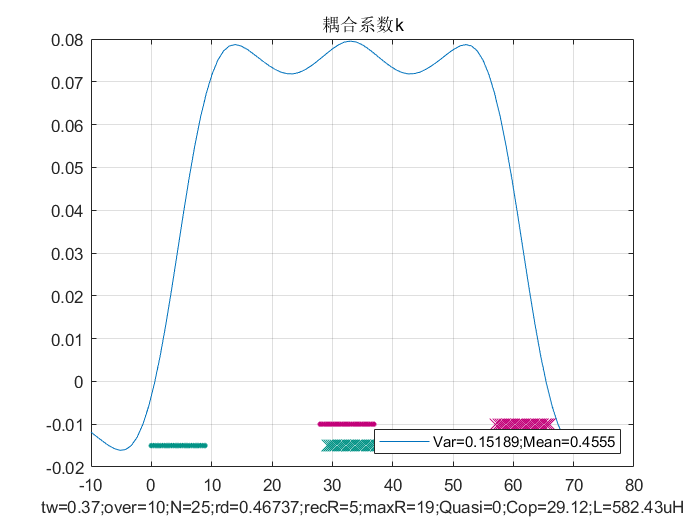 耦合系数k
0.08
0.07
0.06
0.05
0.04
0.03
0.02
0.01
0
-0.01
-0.02
Var=0.15189;Mean=0.4555
-10 0 10 20 30 40 50 60 70 80
tw=0.37;over=10;N=25;rd=0.46737;recR=5;maxR=19;Quasi=0;Cop=29.12;L=582.43uH